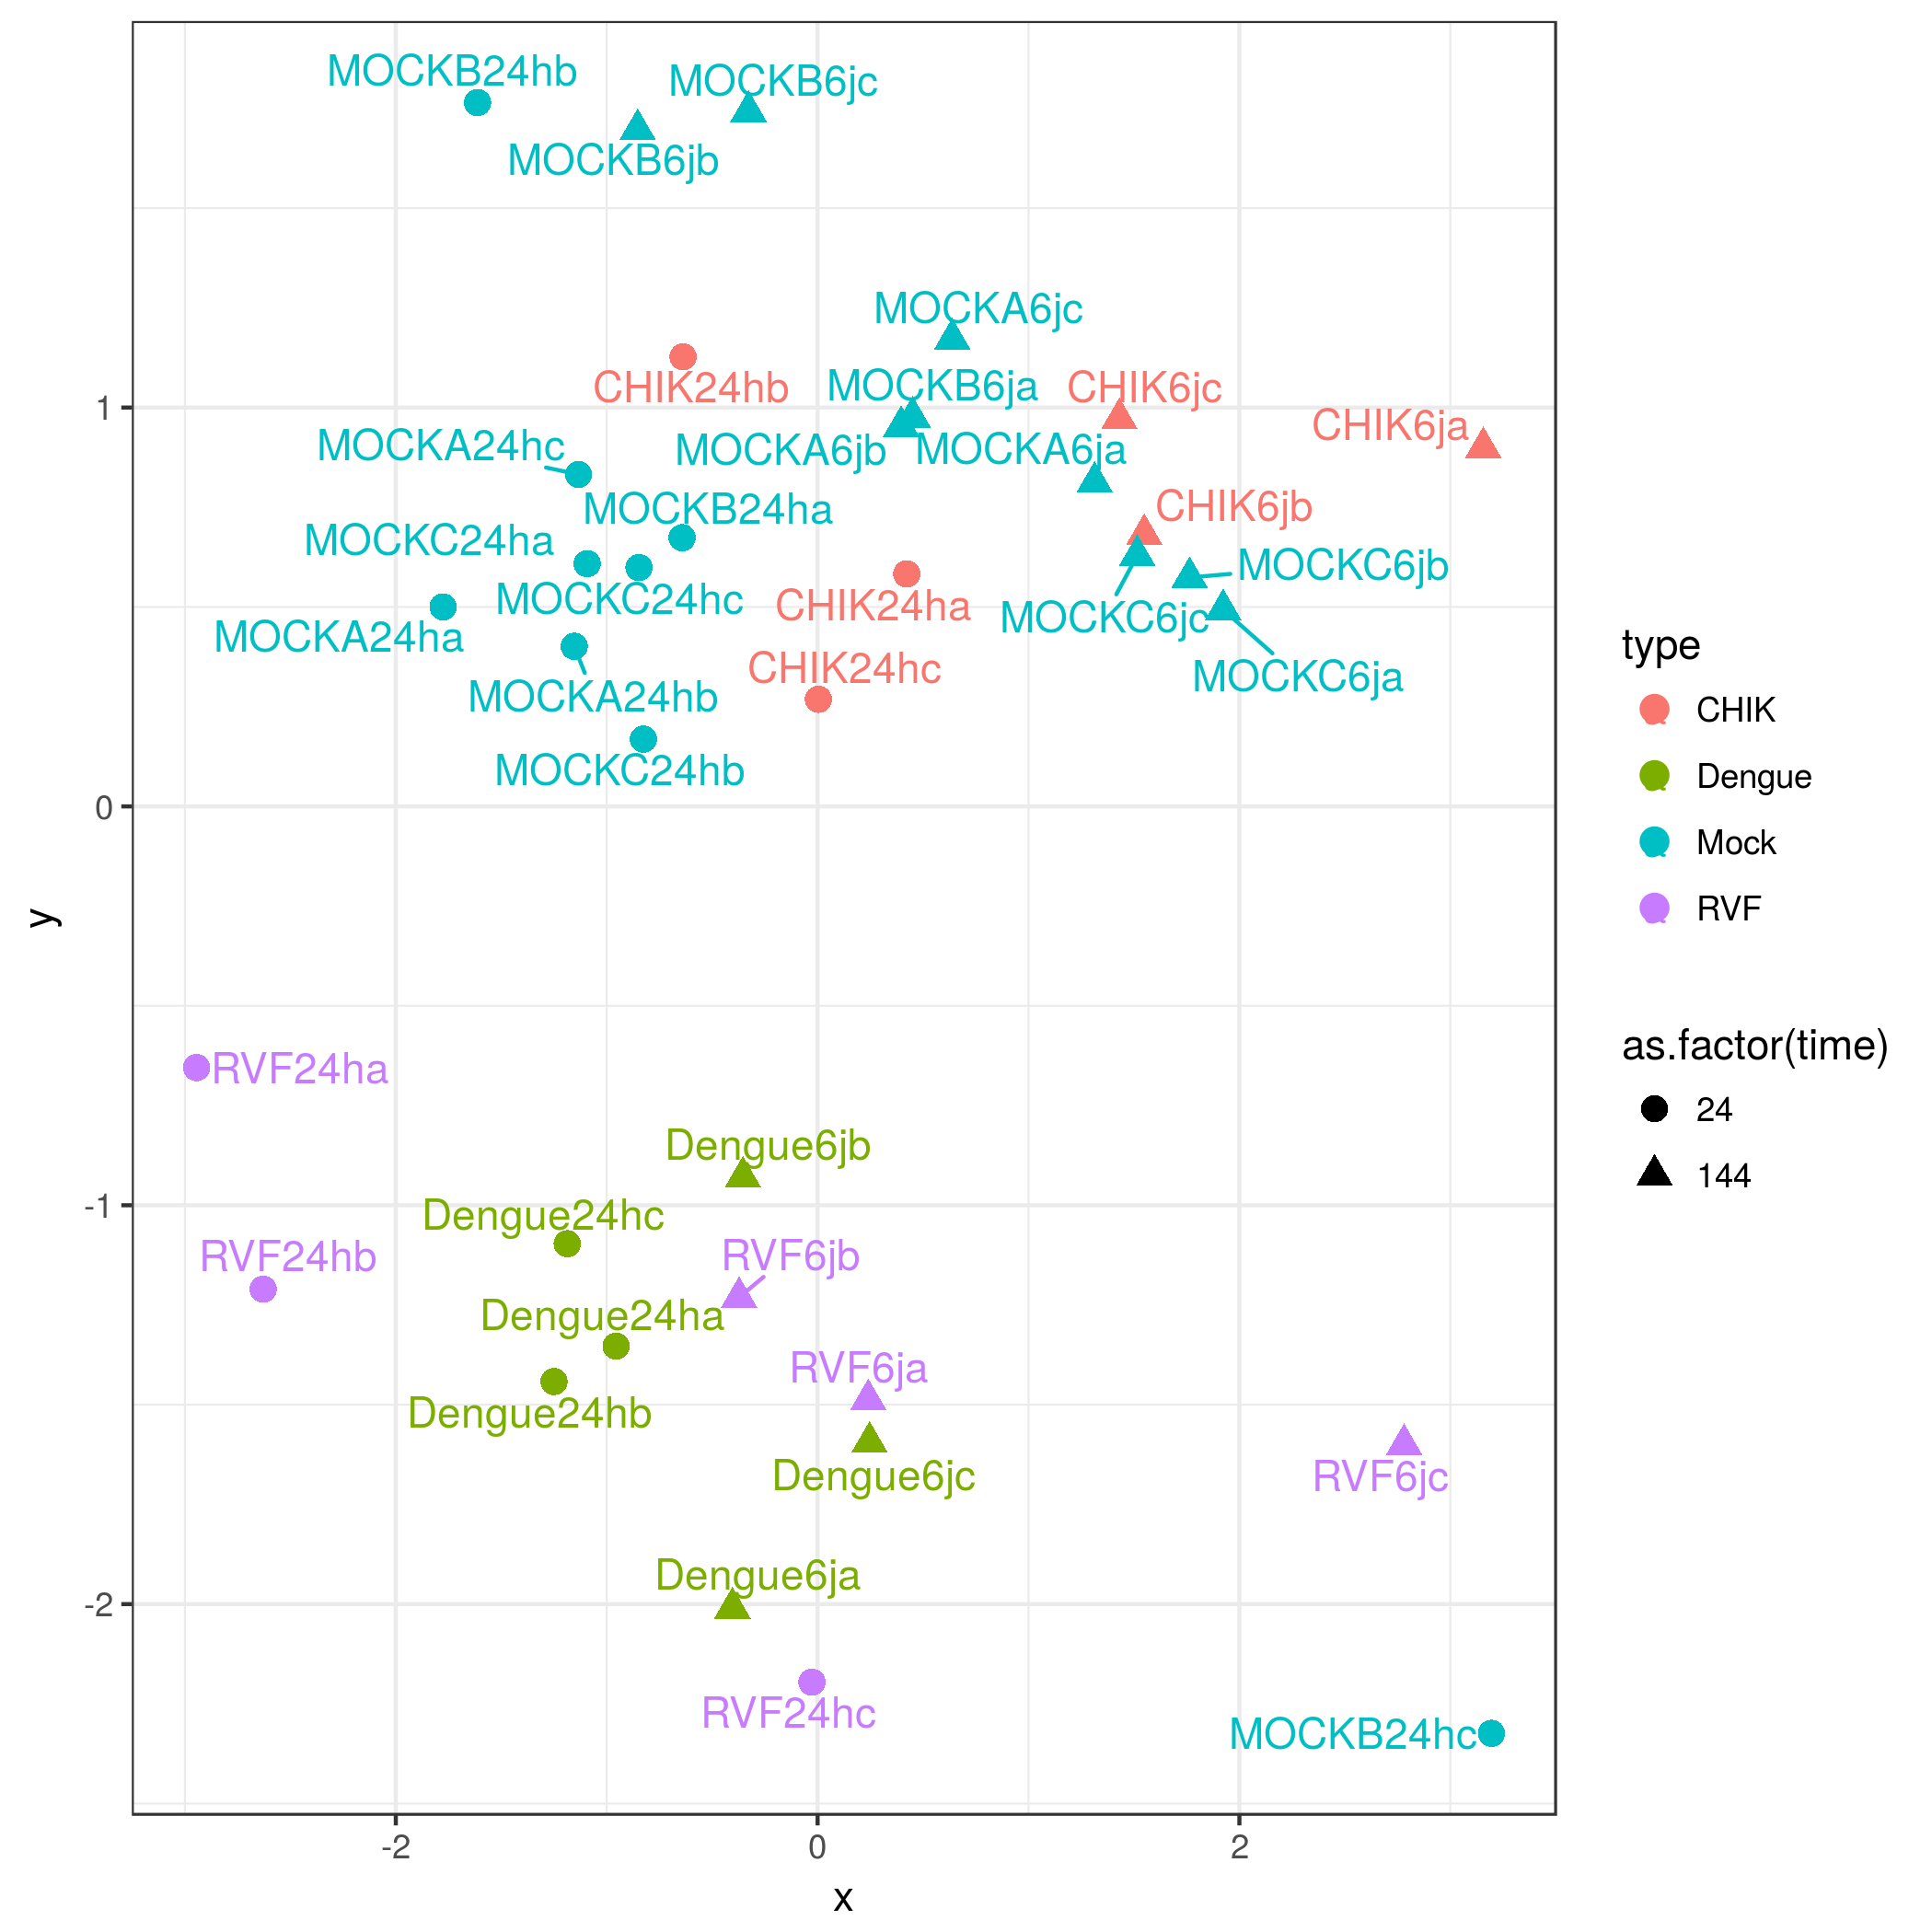 MOCKB24hb
MOCKB6jc
MOCKB6jb
MOCKA6jc
CHIK24hb
MOCKB6ja
CHIK6jc
CHIK6ja
MOCKA24hc
MOCKA6jb
MOCKA6ja
MOCKB24ha
CHIK6jb
MOCKC24ha
MOCKC6jb
MOCKC24hc
CHIK24ha
MOCKC6jc
MOCKA24ha
CHIK24hc
MOCKC6ja
MOCKA24hb
MOCKC24hb
RVF24ha
Dengue6jb
Dengue24hc
RVF24hb
RVF6jb
Dengue24ha
RVF6ja
Dengue24hb
Dengue6jc
RVF6jc
Dengue6ja
RVF24hc
MOCKB24hc
1
0
-1
-2
y
-2
0
2
x
type
CHIK
Dengue
Mock
RVF
as.factor(time)
24
144